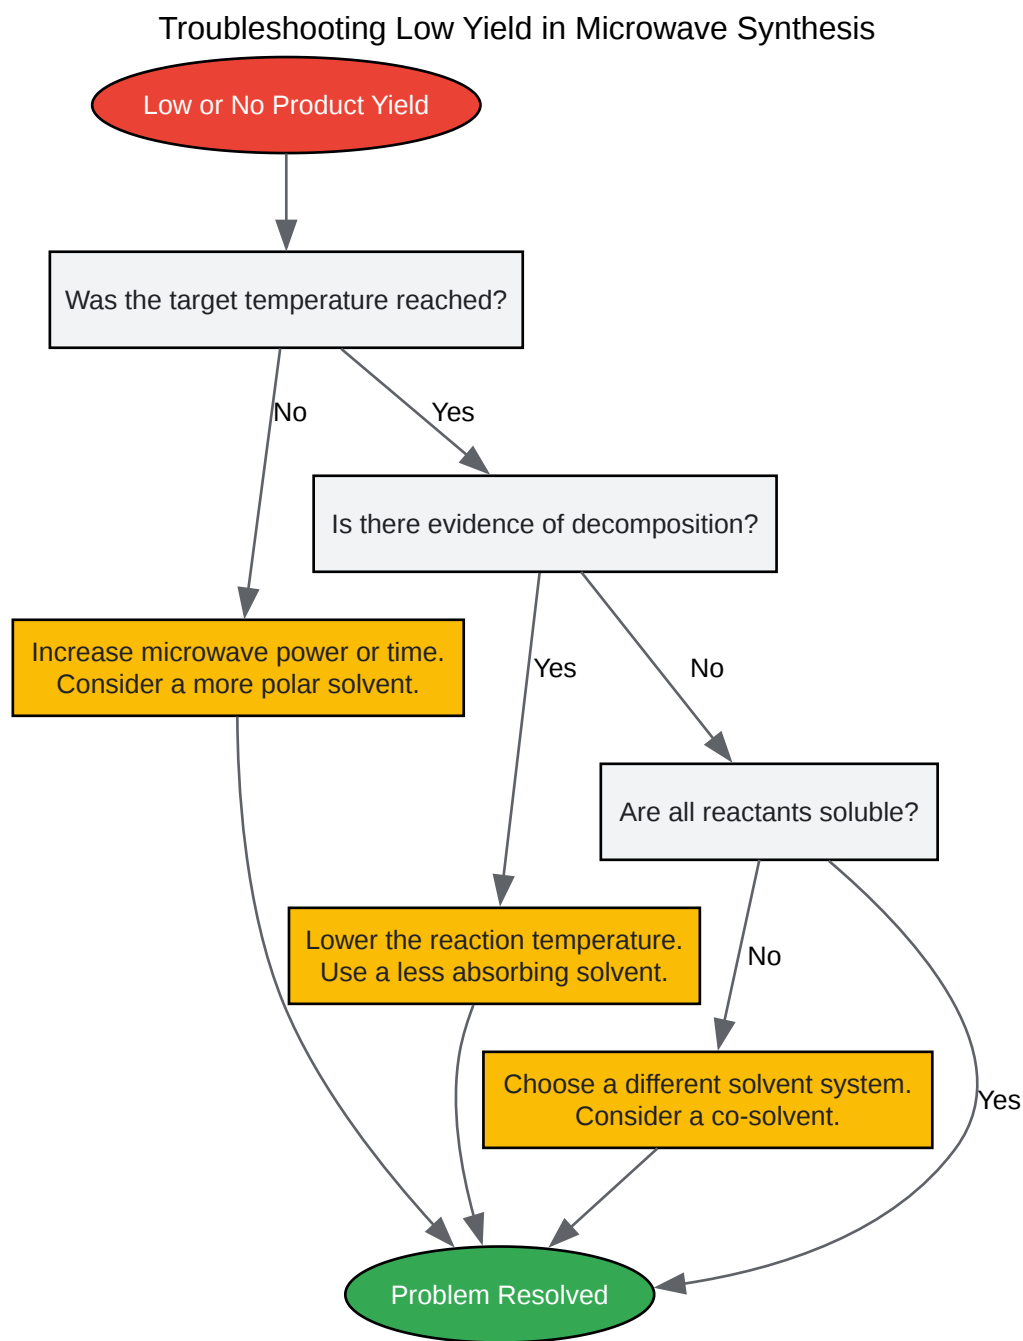 Troubleshooting Low Yield in Microwave Synthesis
Low or No Product Yield
Was the target temperature reached?
No
Yes
Is there evidence of decomposition?
Increase microwave power or time.
Consider a more polar solvent.
Yes
No
Are all reactants soluble?
Lower the reaction temperature.
Use a less absorbing solvent.
No
Choose a different solvent system.
Consider a co-solvent.
Yes
Problem Resolved